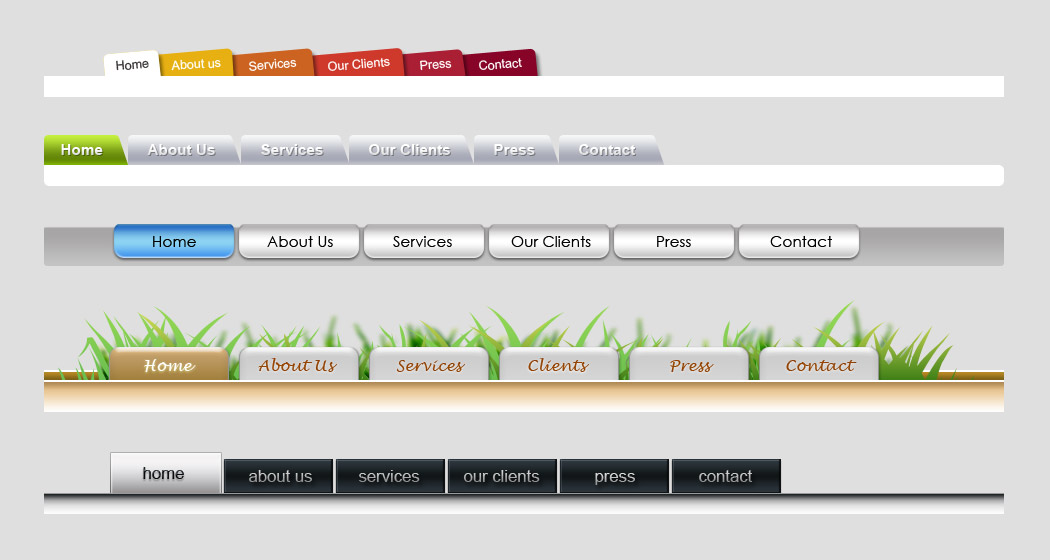 Home About us Services Our Clients Press Contact
Home About Us Services Our Clients Press Contact
Home About Us Services Our Clients Press Contact
Home About Us Services Clients Press Contact
home about us services our clients press contact